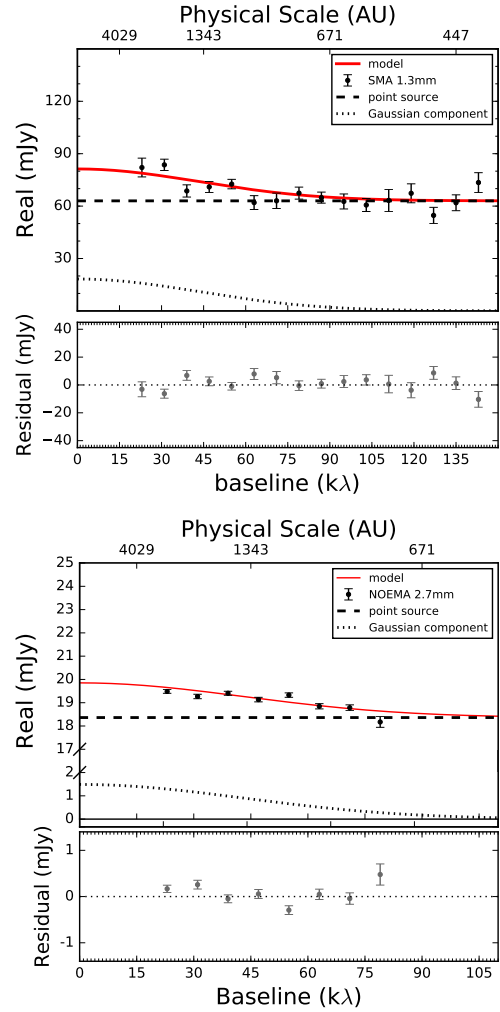 Physical Scale (AU)
4029 1343 671 447
model
SMA 1.3mm
point source
Gaussian component
Real (mJy)
150
120
90
60
30
Residual (mJy)
40
20
0
−20
−40
0 15 30 45 60 75 90 105 120 135
baseline (kλ)
Physical Scale (AU)
4029 1343 671
model
NOEMA 2.7mm
point source
Gaussian component
Real (mJy)
25
24
23
22
21
20
19
18
17
2
1
0
Residual (mJy)
1
0
-1
0 15 30 45 60 75 90 105
Baseline (kλ)